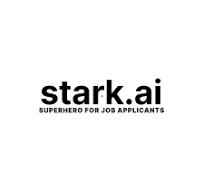 stark.ai
SUPERHERO FOR JOB APPLICANTS